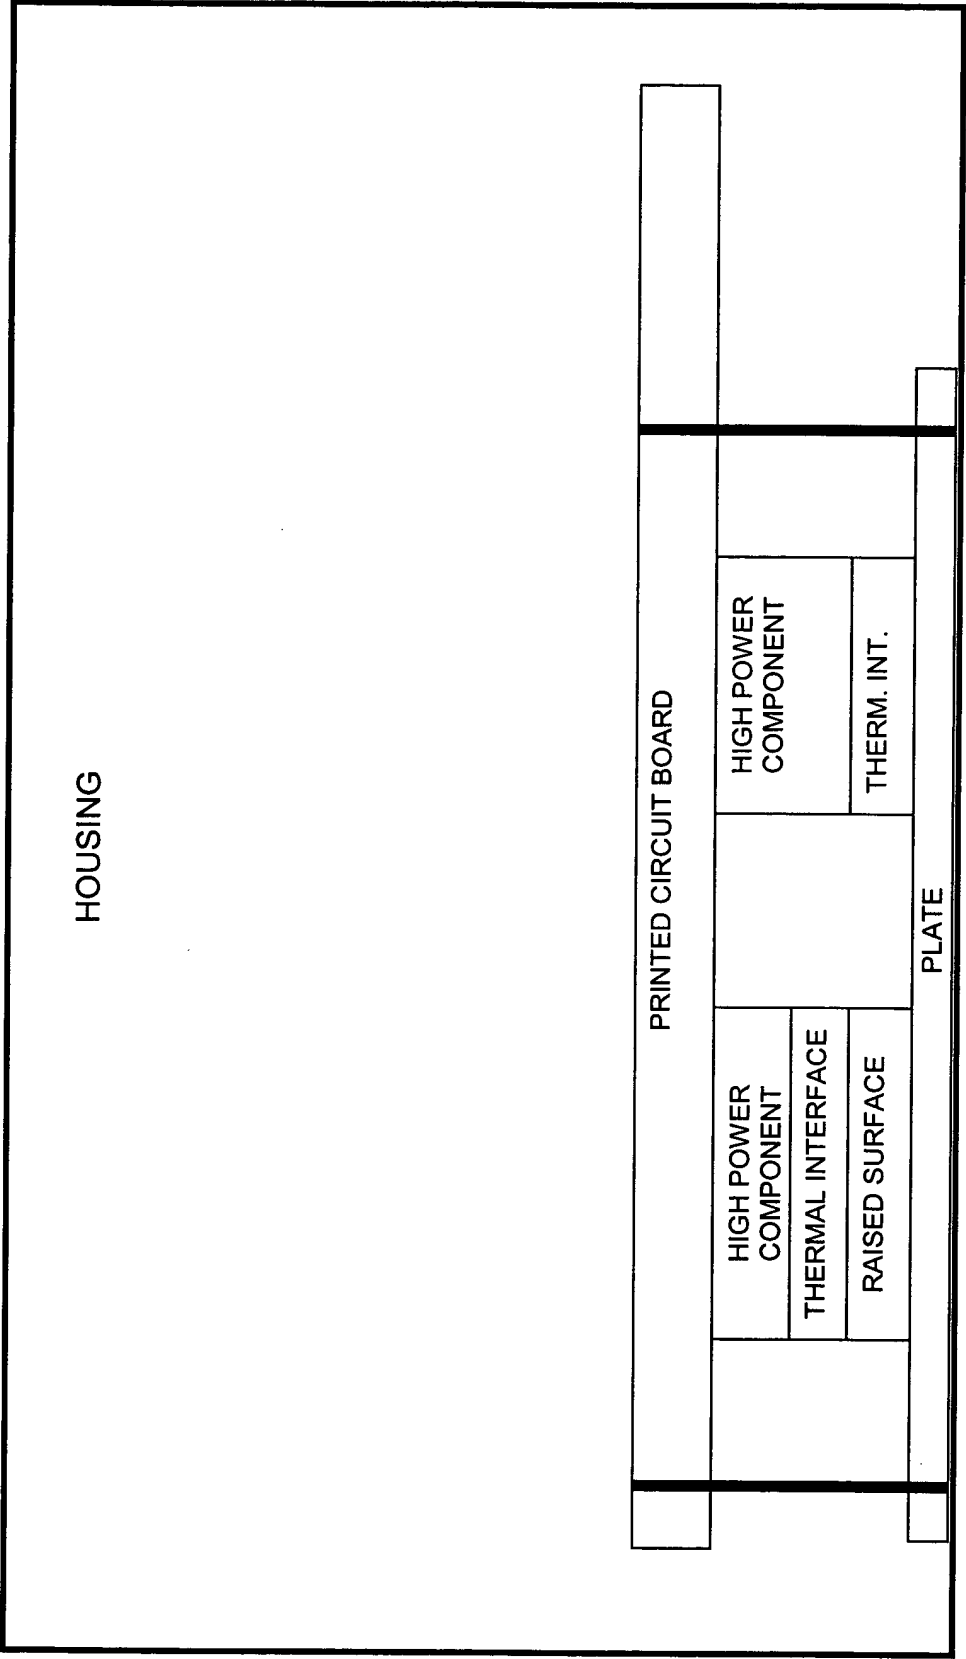 HOUSING
PRINTED CIRCUIT BOARD
HIGH POWER
COMPONENT
THERMAL INTERFACE
RAISED SURFACE
HIGH POWER
COMPONENT
THERM. INT.
PLATE